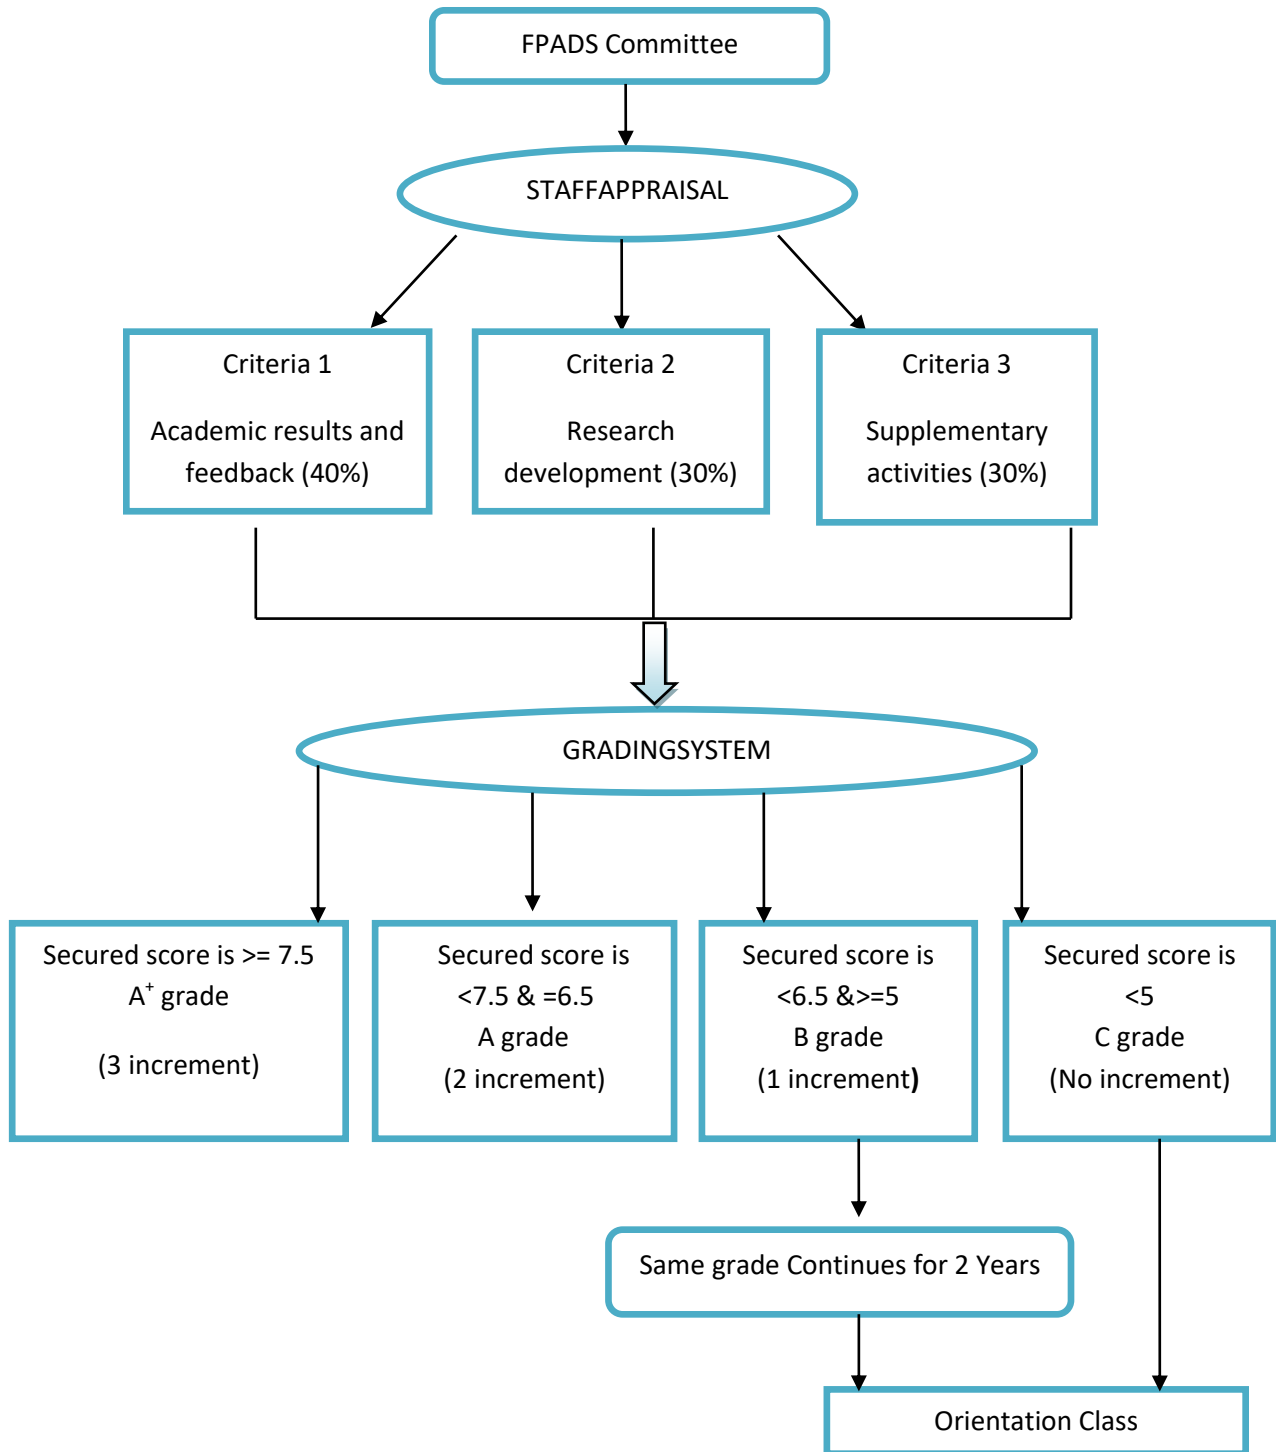 FPADS Committee
STAFFAPPRAISAL
Criteria 1
Academic results and
feedback (40%)
Criteria 2
Research
development (30%)
Criteria 3
Supplementary
activities (30%)
GRADINGSYSTEM
Secured score is >= 7.5
A⁺ grade
(3 increment)
Secured score is
<7.5 & =6.5
A grade
(2 increment)
Secured score is
<6.5 &>=5
B grade
(1 increment)
Secured score is
<5
C grade
(No increment)
Same grade Continues for 2 Years
Orientation Class